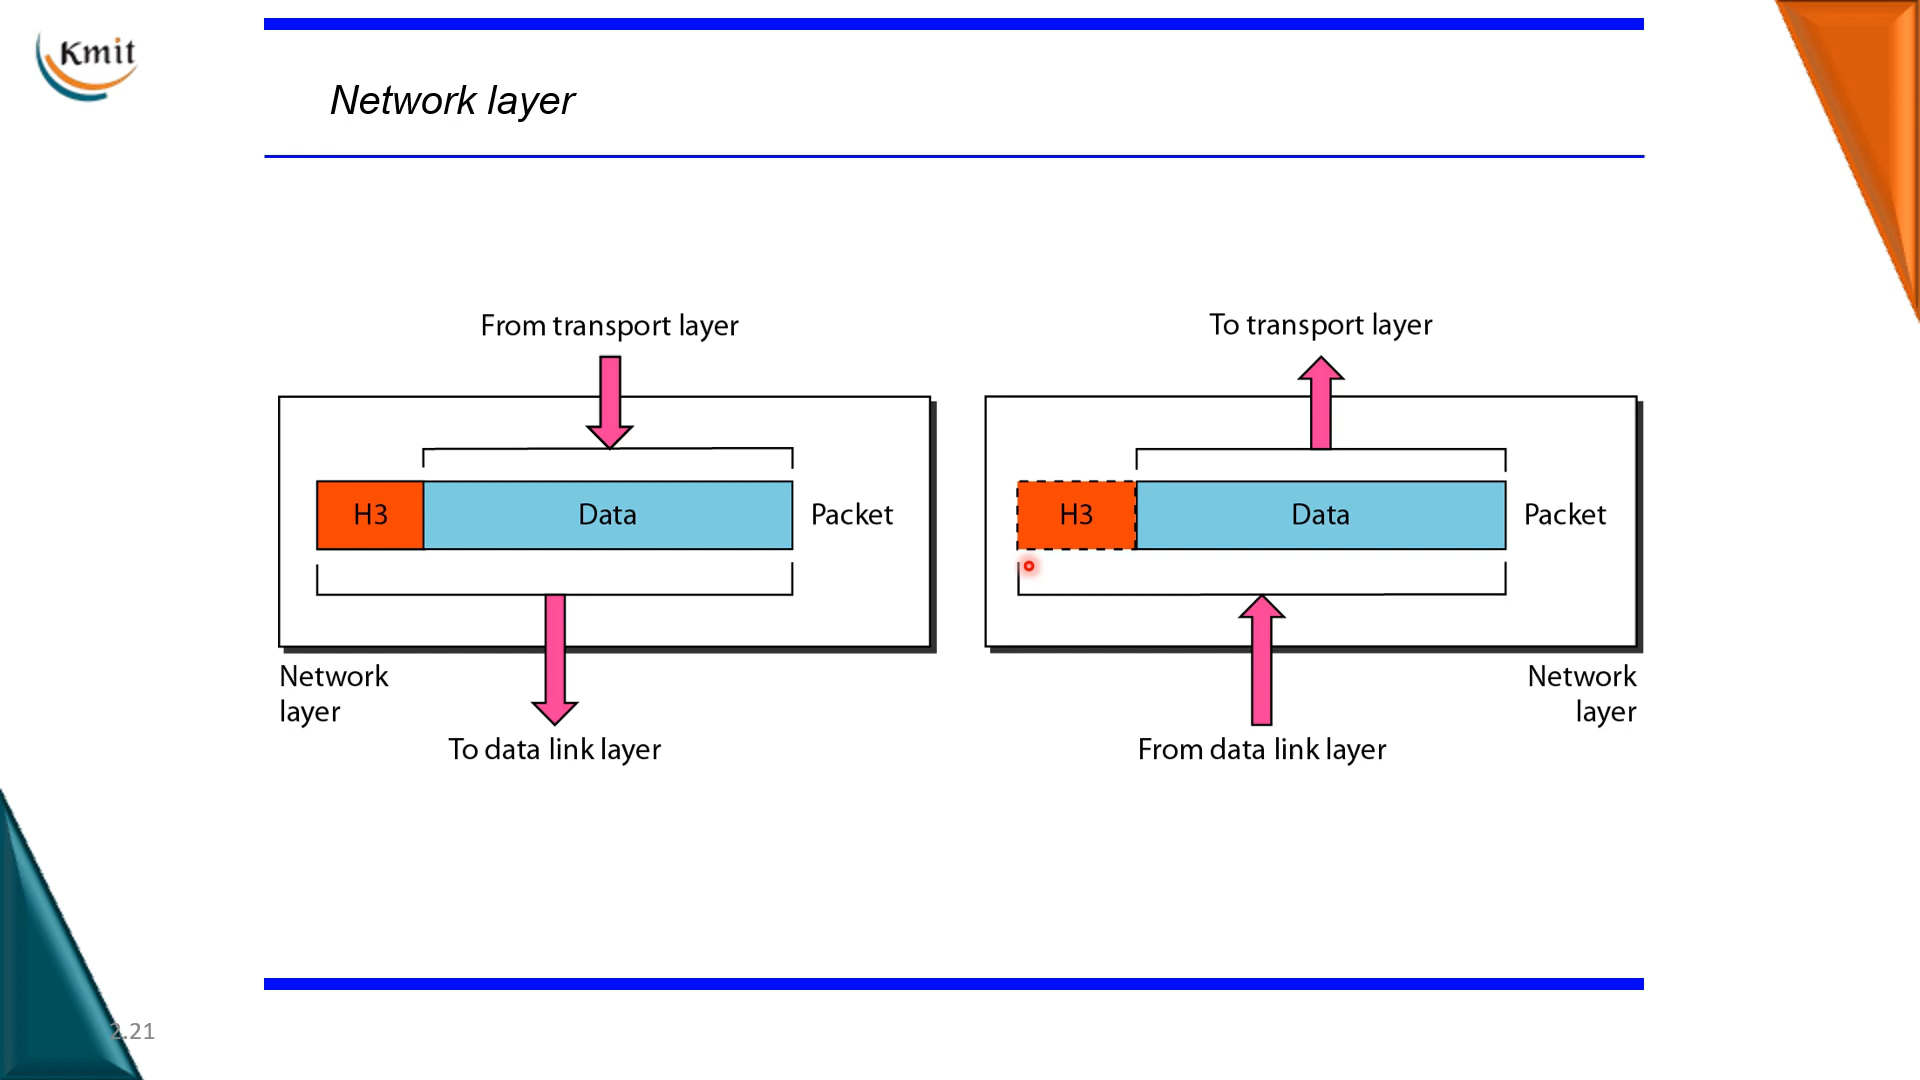 Kmit
Network layer
From transport layer
H3
Data
Packet
Network
layer
To data link layer
To transport layer
H3
Data
Packet
Network
layer
From data link layer
2.21